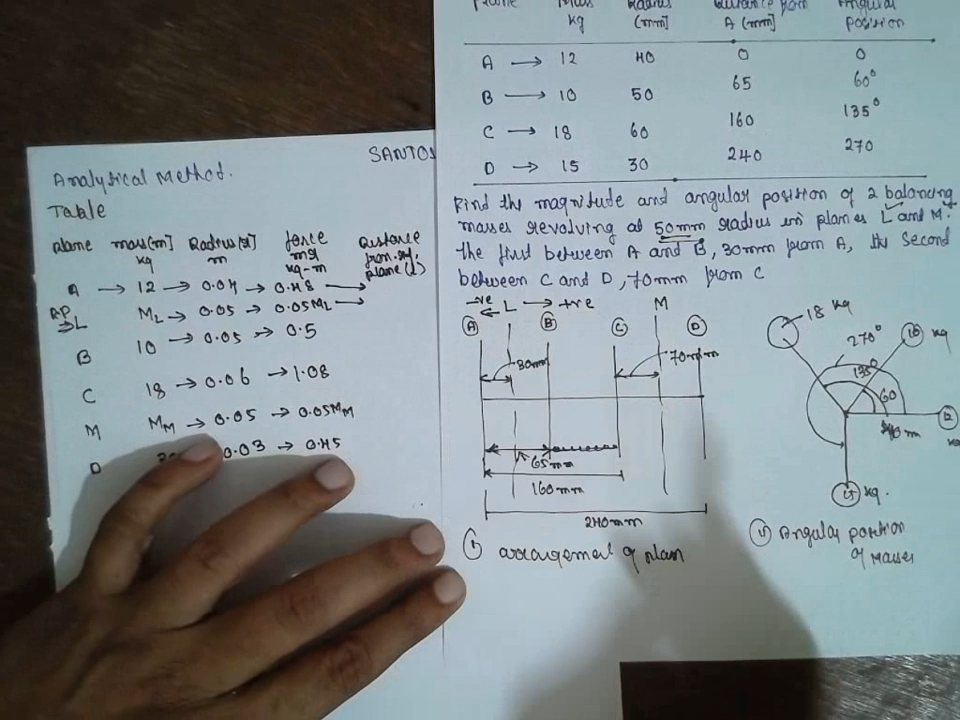 Plane Mass Radius Distance from Angular
kg [mm] A [mm] position
A → 12 40 0 0
B → 10 50 65 60°
C → 18 60 160 135°
D → 15 30 240 270
Find the magnitude and angular position of 2 balancing
masses revolving at 50mm radius in planes L and M.
the first between A and B, 30mm from A, the second
between C and D, 70mm from C
-ve ← L → +ve M
A B C D
30mm 70mm
65mm
160mm
240mm
arrangement of plan
18 kg
270° 10 kg
135°
60
12
15 kg.
Angular position
of masses
SANTOS
Analytical Method.
Table
plane mass[m] Radius[r] force Distance
kg m mr from ref.
kg-m plane(l)
A → 12 → 0.04 → 0.48 →
RP ⇒ L ML → 0.05 → 0.05ML →
B 10 → 0.05 → 0.5
C 18 → 0.06 → 1.08
M MM → 0.05 → 0.05MM
D 0.03 → 0.45